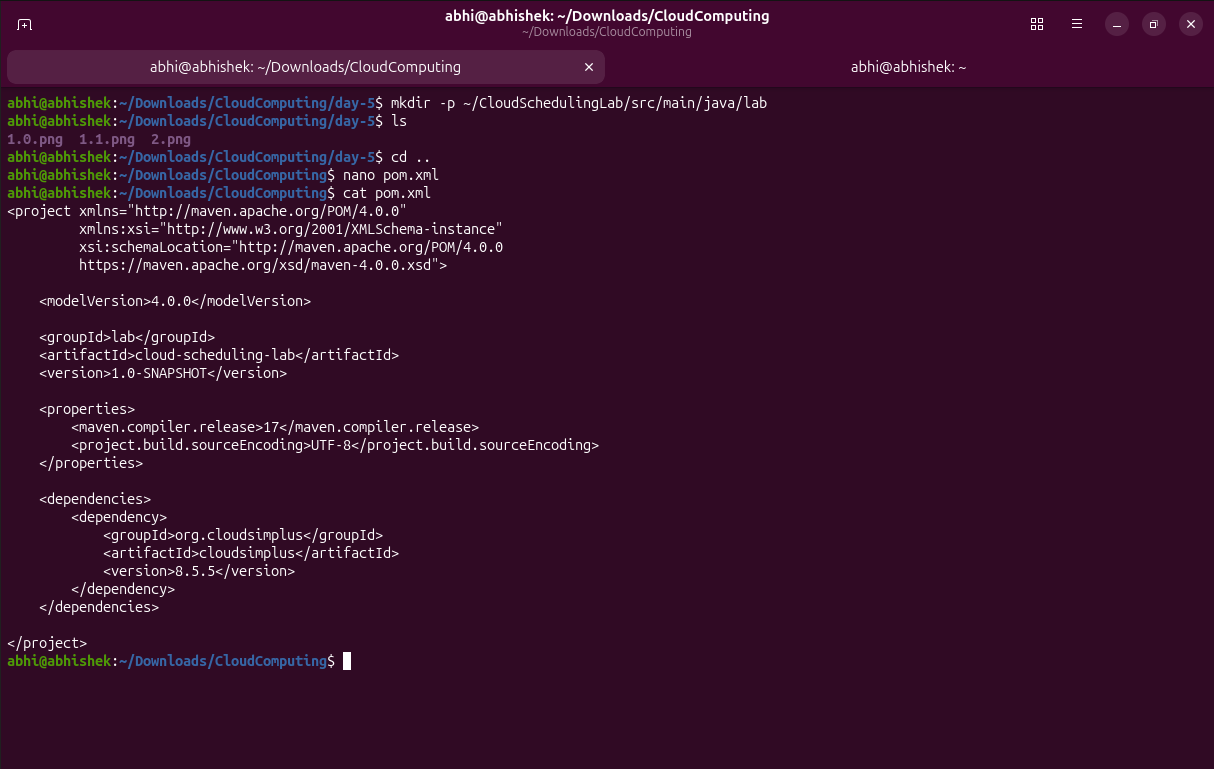 abhi@abhishek: ~/Downloads/CloudComputing
~/Downloads/CloudComputing
abhi@abhishek: ~/Downloads/CloudComputing
abhi@abhishek: ~
abhi@abhishek:~/Downloads/CloudComputing/day-5$ mkdir -p ~/CloudSchedulingLab/src/main/java/lab
abhi@abhishek:~/Downloads/CloudComputing/day-5$ ls
1.0.png  1.1.png  2.png
abhi@abhishek:~/Downloads/CloudComputing/day-5$ cd ..
abhi@abhishek:~/Downloads/CloudComputing$ nano pom.xml
abhi@abhishek:~/Downloads/CloudComputing$ cat pom.xml
<project xmlns="http://maven.apache.org/POM/4.0.0"
         xmlns:xsi="http://www.w3.org/2001/XMLSchema-instance"
         xsi:schemaLocation="http://maven.apache.org/POM/4.0.0
         https://maven.apache.org/xsd/maven-4.0.0.xsd">

    <modelVersion>4.0.0</modelVersion>

    <groupId>lab</groupId>
    <artifactId>cloud-scheduling-lab</artifactId>
    <version>1.0-SNAPSHOT</version>

    <properties>
        <maven.compiler.release>17</maven.compiler.release>
        <project.build.sourceEncoding>UTF-8</project.build.sourceEncoding>
    </properties>

    <dependencies>
        <dependency>
            <groupId>org.cloudsimplus</groupId>
            <artifactId>cloudsimplus</artifactId>
            <version>8.5.5</version>
        </dependency>
    </dependencies>

</project>
abhi@abhishek:~/Downloads/CloudComputing$